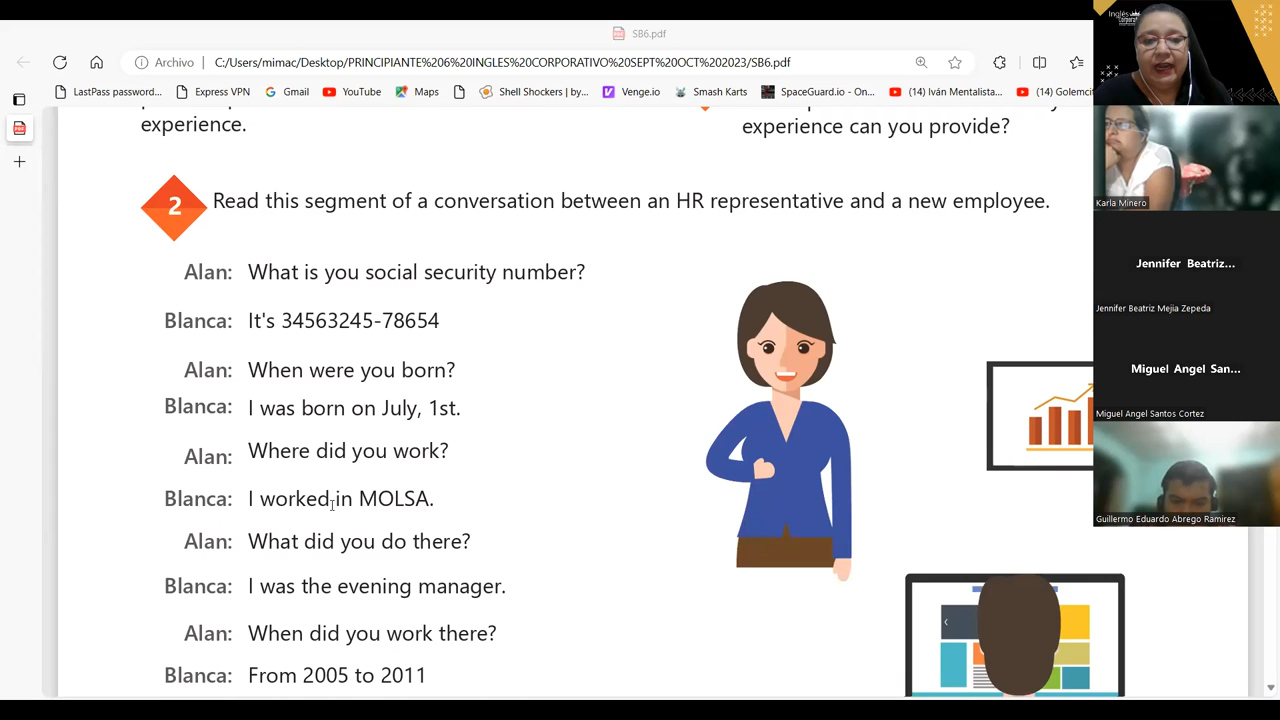 SB6.pdf
Archivo C:/Users/mimac/Desktop/PRINCIPIANTE%206%20INGLES%20CORPORATIVO%20SEPT%20OCT%202023/SB6.pdf
LastPass password... Express VPN Gmail YouTube Maps Shell Shockers | by... Venge.io Smash Karts SpaceGuard.io - On... (14) Iván Mentalista... (14) Golemcit
experience.
experience can you provide?
2 Read this segment of a conversation between an HR representative and a new employee.
Alan: What is you social security number?
Blanca: It's 34563245-78654
Alan: When were you born?
Blanca: I was born on July, 1st.
Alan: Where did you work?
Blanca: I worked in MOLSA.
Alan: What did you do there?
Blanca: I was the evening manager.
Alan: When did you work there?
Blanca: From 2005 to 2011
Inglés
Corporativo
Karla Minero
Jennifer Beatriz...
Jennifer Beatriz Mejia Zepeda
Miguel Angel San...
Miguel Angel Santos Cortez
Guillermo Eduardo Abrego Ramirez